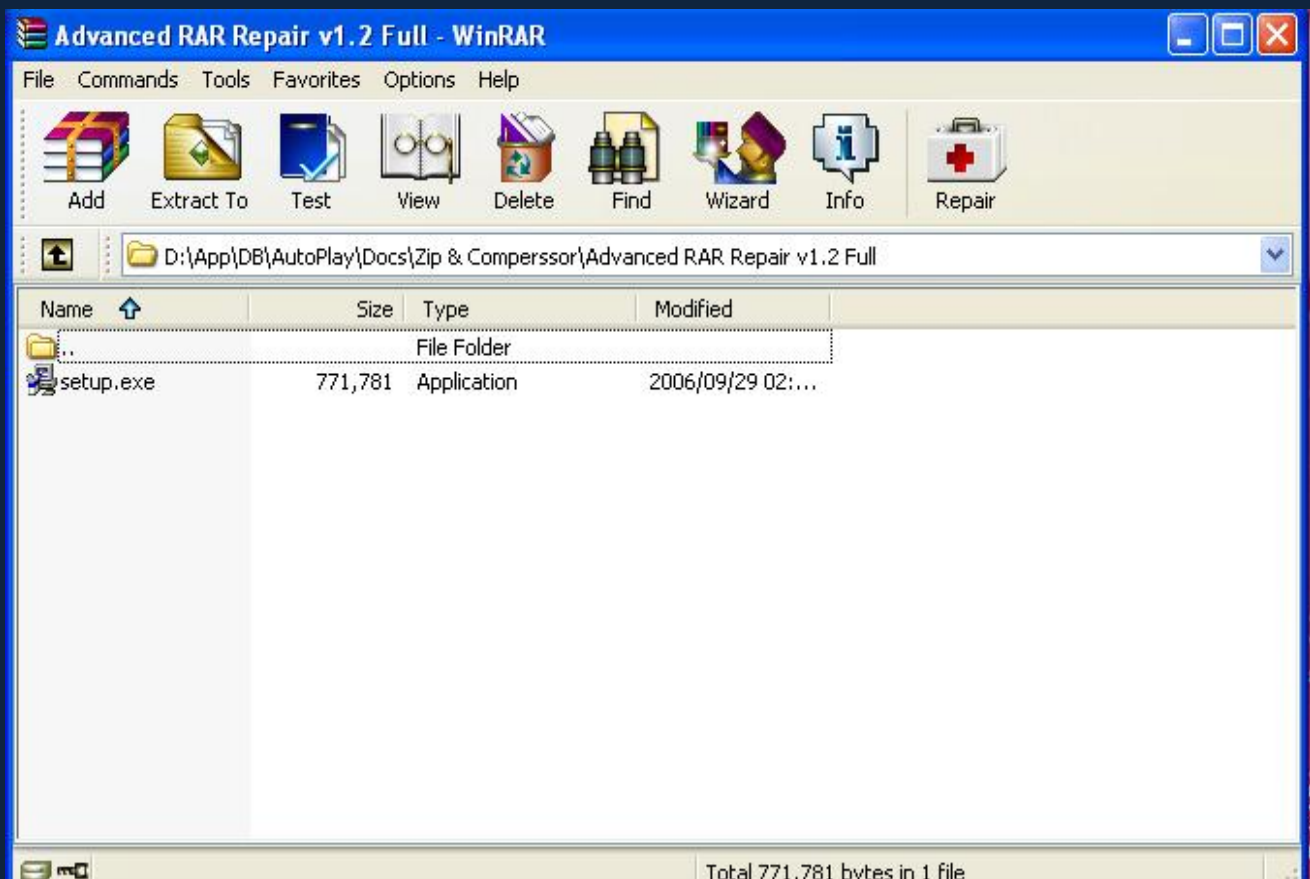 Advanced RAR Repair v1.2 Full - WinRAR
File Commands Tools Favorites Options Help
Add Extract To Test View Delete Find Wizard Info Repair
D:\App\DB\AutoPlay\Docs\Zip & Comperssor\Advanced RAR Repair v1.2 Full
Name Size Type Modified
.. File Folder
setup.exe 771,781 Application 2006/09/29 02:...
Total 771,781 bytes in 1 file